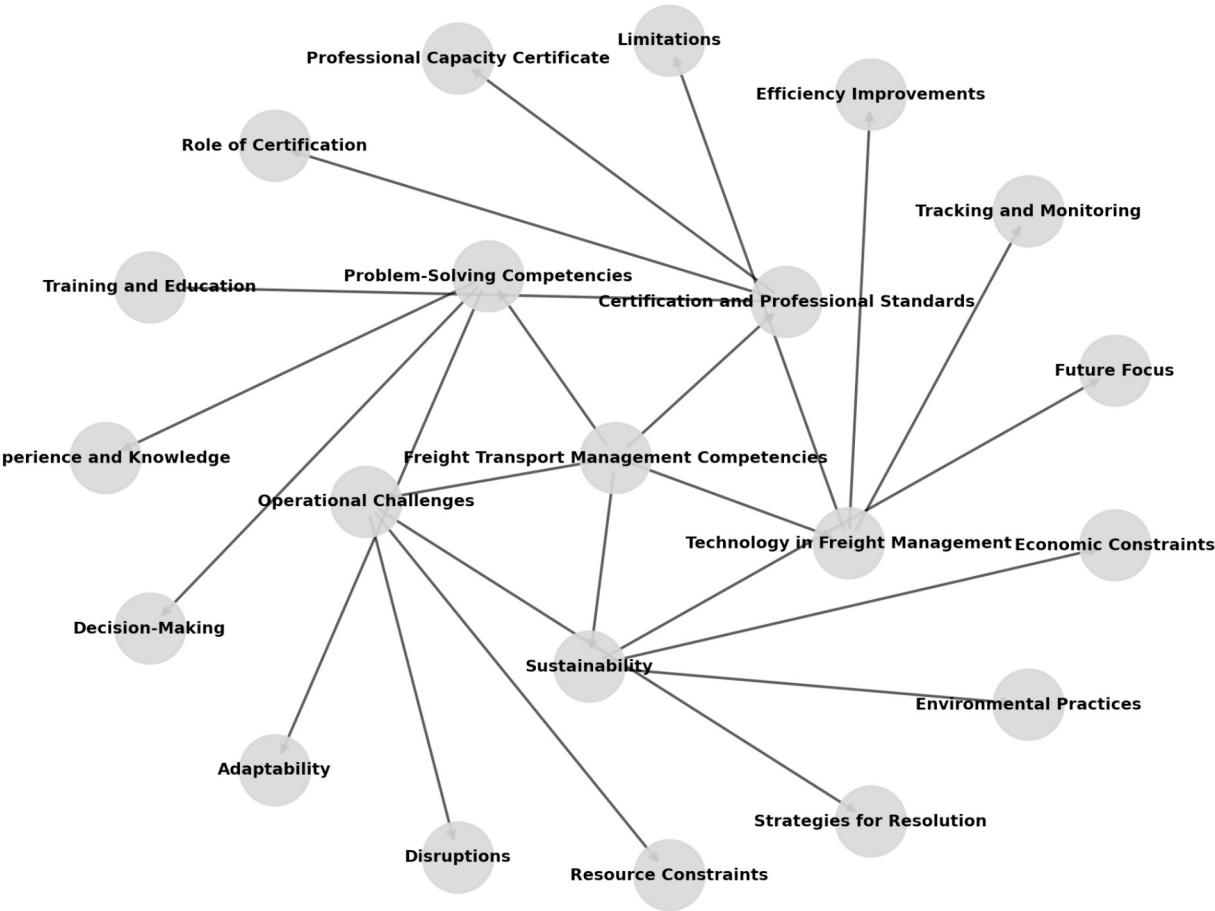 Limitations
Professional Capacity Certificate
Efficiency Improvements
Role of Certification
Tracking and Monitoring
Problem-Solving Competencies
Training and Education
Certification and Professional Standards
Future Focus
perience and Knowledge
Freight Transport Management Competencies
Operational Challenges
Technology in Freight Management
Economic Constraints
Decision-Making
Sustainability
Environmental Practices
Adaptability
Strategies for Resolution
Disruptions
Resource Constraints